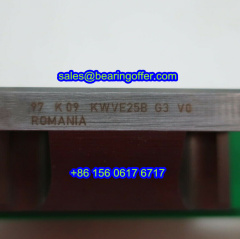 sales@bearingoffer.com
.97 K 09 KWVE25B G3 V0
ROMANIA
+86 156 0617 6717